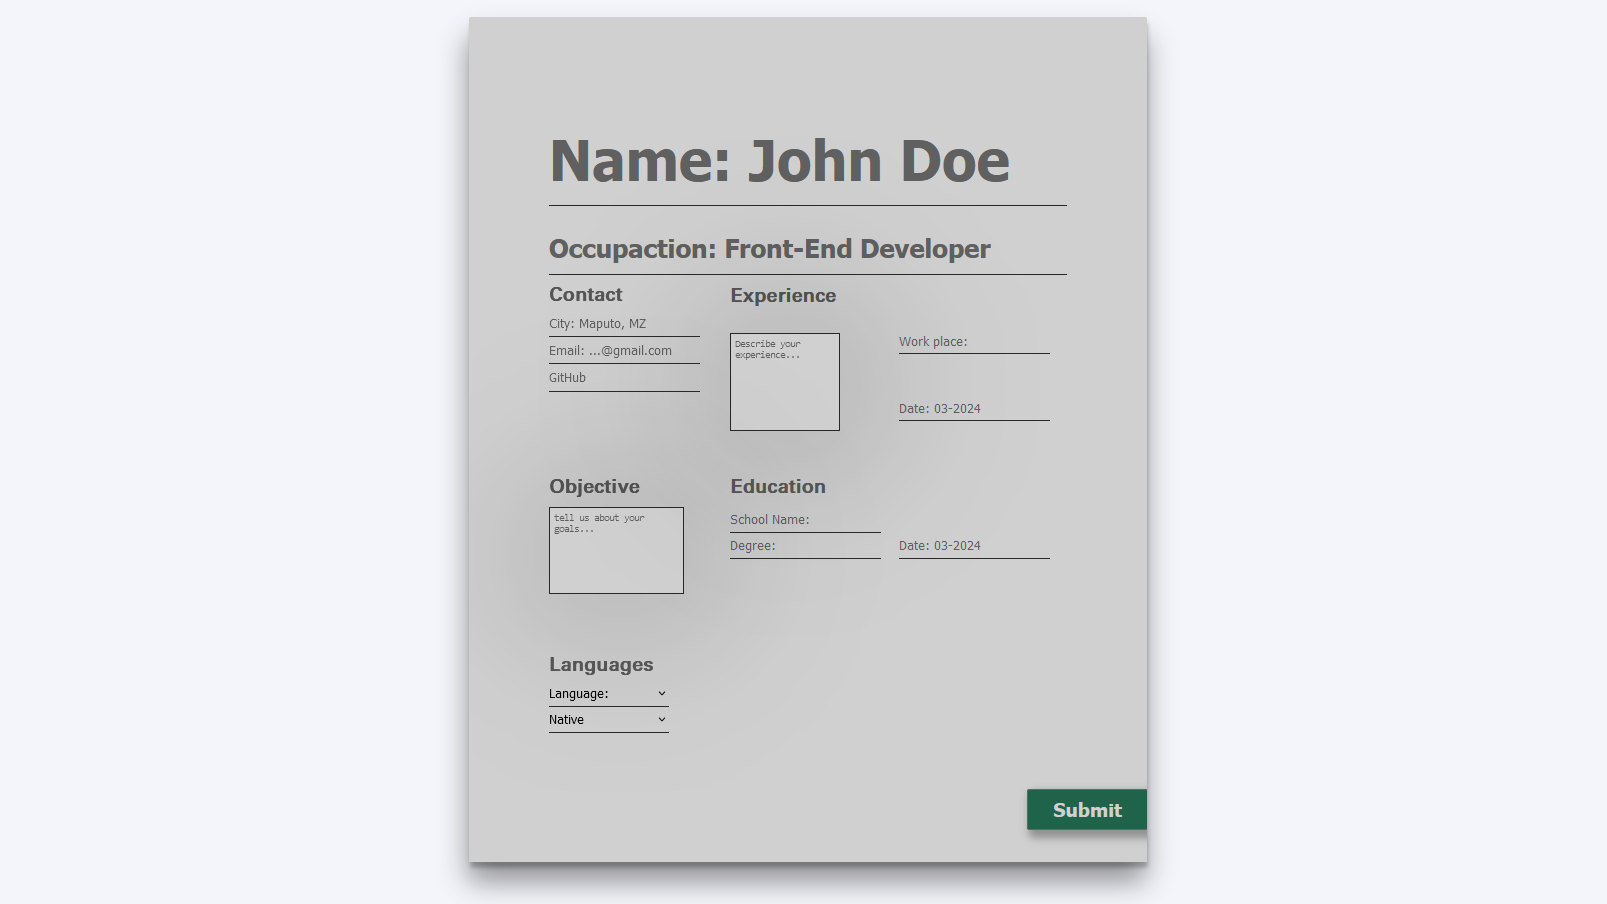 Name: John Doe
Occupaction: Front-End Developer
Contact
City: Maputo, MZ
Email: ...@gmail.com
GitHub
Experience
Describe your
experience...
Work place:
Date: 03-2024
Objective
tell us about your
goals...
Education
School Name:
Degree:
Date: 03-2024
Languages
Language:
Native
Submit